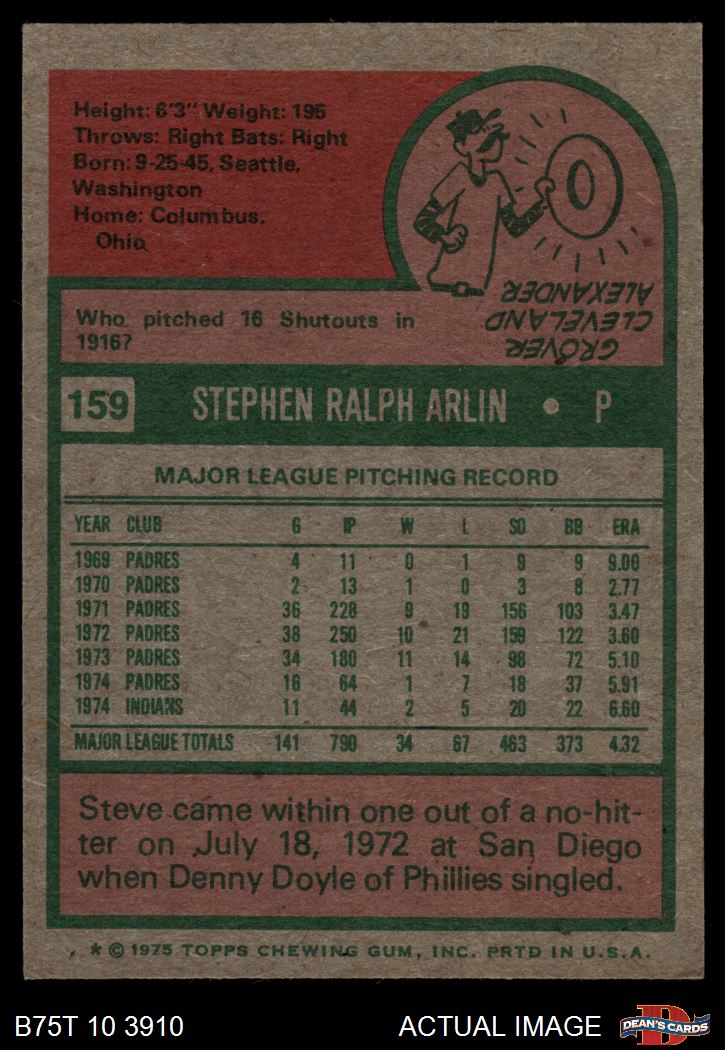 Height: 6'3" Weight: 195
Throws: Right Bats: Right
Born: 9-25-45, Seattle,
Washington
Home: Columbus,
Ohio
0
GROVER
CLEVELAND
ALEXANDER
Who pitched 16 Shutouts in
1916?
159 STEPHEN RALPH ARLIN • P
MAJOR LEAGUE PITCHING RECORD
YEAR CLUB G IP W L SO BB ERA
1969 PADRES 4 11 0 1 9 9 9.00
1970 PADRES 2 13 1 0 3 8 2.77
1971 PADRES 36 228 9 19 156 103 3.47
1972 PADRES 38 250 10 21 159 122 3.60
1973 PADRES 34 180 11 14 98 72 5.10
1974 PADRES 16 64 1 7 18 37 5.91
1974 INDIANS 11 44 2 5 20 22 6.60
MAJOR LEAGUE TOTALS 141 790 34 67 463 373 4.32
Steve came within one out of a no-hit-
ter on July 18, 1972 at San Diego
when Denny Doyle of Phillies singled.
* © 1975 TOPPS CHEWING GUM, INC. PRTD IN U.S.A.
B75T 10 3910 ACTUAL IMAGE D DEAN'S CARDS